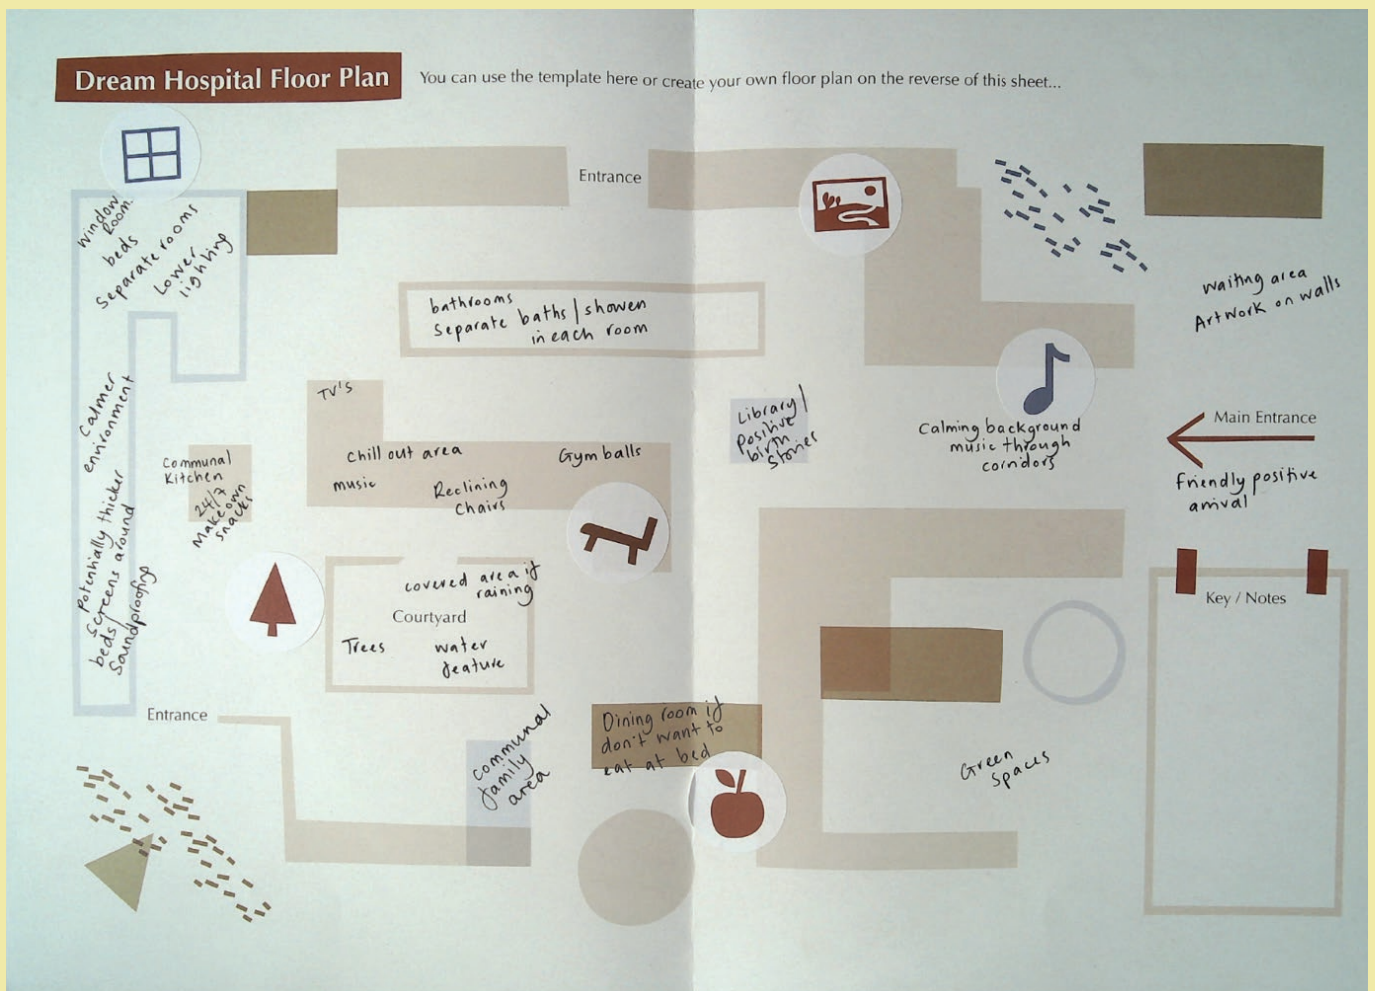 Dream Hospital Floor Plan
You can use the template here or create your own floor plan on the reverse of this sheet...
Entrance
Window
Room.
beds
Separate rooms
Lower
lighting
bathrooms
Separate baths / shower
in each room
waiting area
Artwork on walls
TV's
chill out area
music
Reclining
Chairs
Gym balls
Library /
positive
birth
stories
Calming background
music through
corridors
Main Entrance
Friendly positive
arrival
Calmer
environment
Potentially thicker
screens around
beds /
Soundproofing
Communal
Kitchen
24/7
Make own
snacks
covered area if
raining
Courtyard
Trees
water
feature
Key / Notes
Entrance
communal
family
area
Dining room if
don't want to
eat at bed
Green
spaces